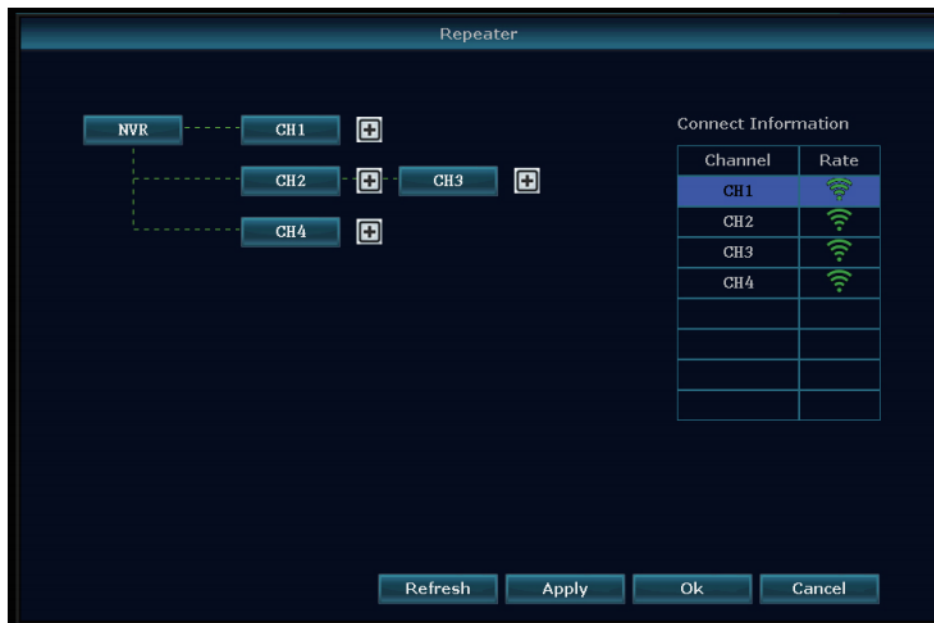 Repeater
NVR CH1
CH2 CH3
CH4
Connect Information
Channel Rate
CH1
CH2
CH3
CH4
Refresh Apply Ok Cancel